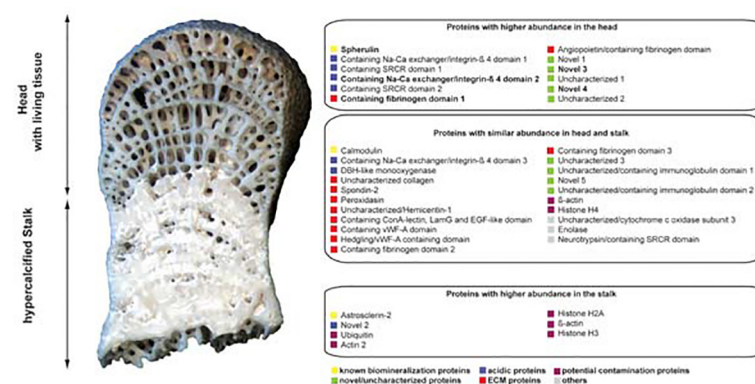 Head
with living tissue
hypercalcified Stalk
Proteins with higher abundance in the head
Spherulin
Containing Na-Ca exchanger/integrin-ß 4 domain 1
Containing SRCR domain 1
Containing Na-Ca exchanger/integrin-ß 4 domain 2
Containing SRCR domain 2
Containing fibrinogen domain 1
Angiopoietin/containing fibrinogen domain
Novel 1
Novel 3
Uncharacterized 1
Novel 4
Uncharacterized 2
Proteins with similar abundance in head and stalk
Calmodulin
Containing Na-Ca exchanger/integrin-ß 4 domain 3
DBH-like monooxygenase
Uncharacterized collagen
Spondin-2
Peroxidasin
Uncharacterized/Hemicentin-1
Containing ConA-lectin, LamG and EGF-like domain
Containing vWF-A domain
Hedgling/vWF-A containing domain
Containing fibrinogen domain 2
Containing fibrinogen domain 3
Uncharacterized 3
Uncharacterized/containing immunoglobulin domain 1
Novel 5
Uncharacterized/containing immunoglobulin domain 2
ß-actin
Histone H4
Uncharacterized/cytochrome c oxidase subunit 3
Enolase
Neurotrypsin/containing SRCR domain
Proteins with higher abundance in the stalk
Astrosclerin-2
Novel 2
Ubiquitin
Actin 2
Histone H2A
ß-actin
Histone H3
known biomineralization proteins acidic proteins potential contamination proteins
novel/uncharacterized proteins ECM proteins others